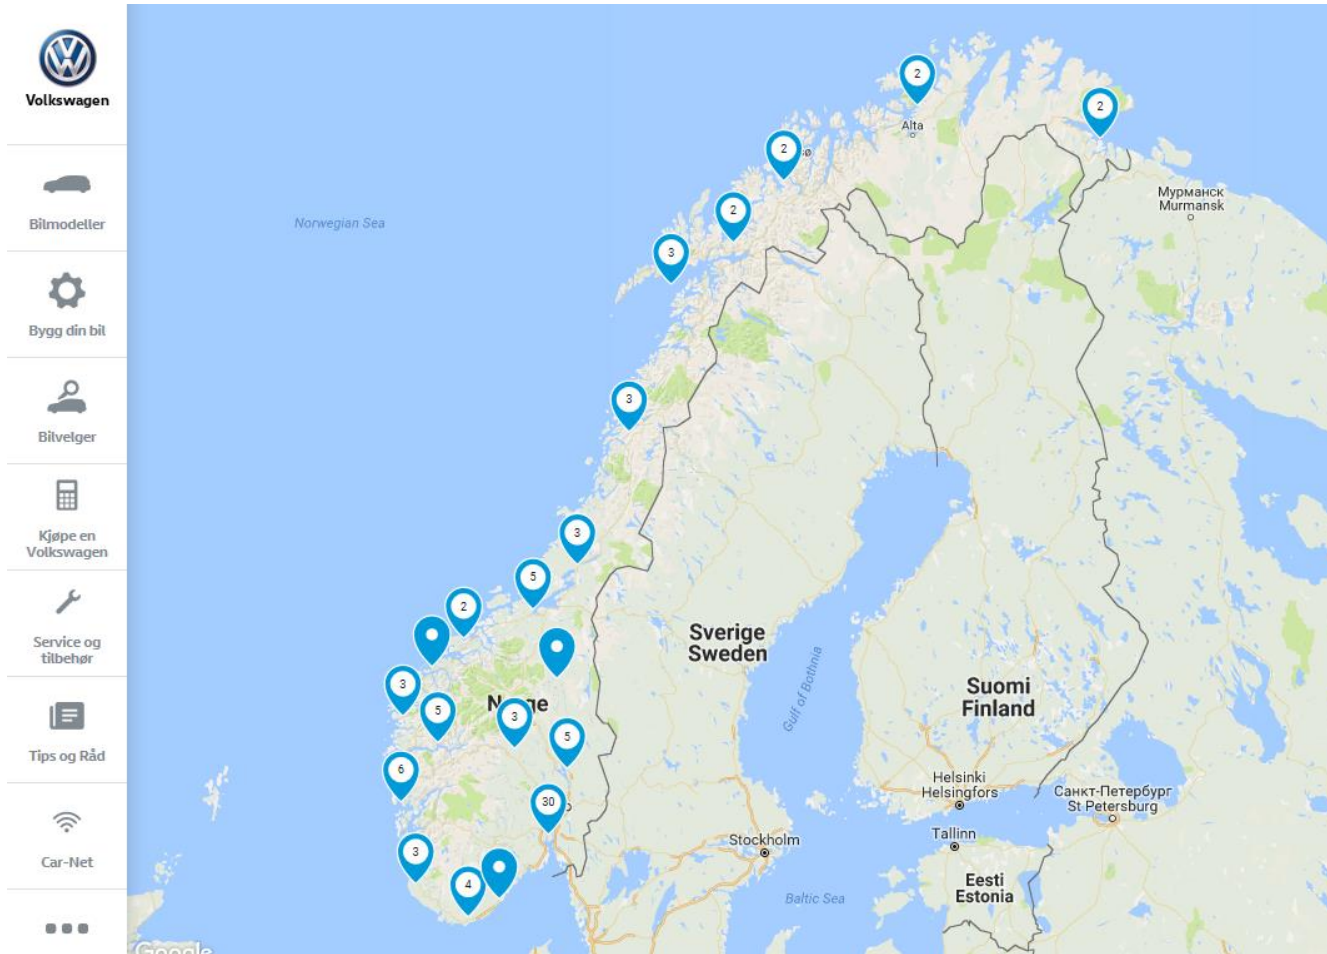 Volkswagen
Bilmodeller
Bygg din bil
Bilvelger
Kjøpe en
Volkswagen
Service og
tilbehør
Tips og Råd
Car-Net
2
2
Alta
2
ø
Мурманск
Murmansk
2
Norwegian Sea
3
3
3
5
2
Sverige
Sweden
Gulf of Bothnia
3
Suomi
Finland
5
3
5
6
Helsinki
Helsingfors
Санкт-Петербург
St Petersburg
30
Stockholm
Tallinn
3
4
Eesti
Estonia
Baltic Sea
Google